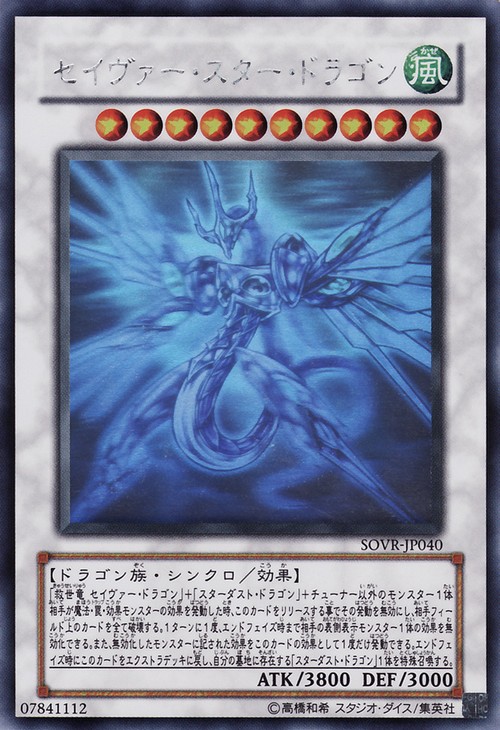 セイヴァー・スター・ドラゴン
風
SOVR-JP040
【ドラゴン族・シンクロ／効果】
「救世竜 セイヴァー・ドラゴン」+「スターダスト・ドラゴン」+チューナー以外のモンスター1体
相手が魔法・罠・効果モンスターの効果を発動した時、このカードをリリースする事でその発動を無効にし、相手フィー
ルド上のカードを全て破壊する。1ターンに1度、エンドフェイズ時まで相手の表側表示モンスター1体の効果を無
効化できる。また、無効化したモンスターに記された効果をこのカードの効果として1度だけ発動できる。エンドフ
ェイズ時にこのカードをエクストラデッキに戻し、自分の墓地に存在する「スターダスト・ドラゴン」1体を特殊召喚する。
ATK/3800 DEF/3000
07841112
©高橋和希 スタジオ・ダイス/集英社